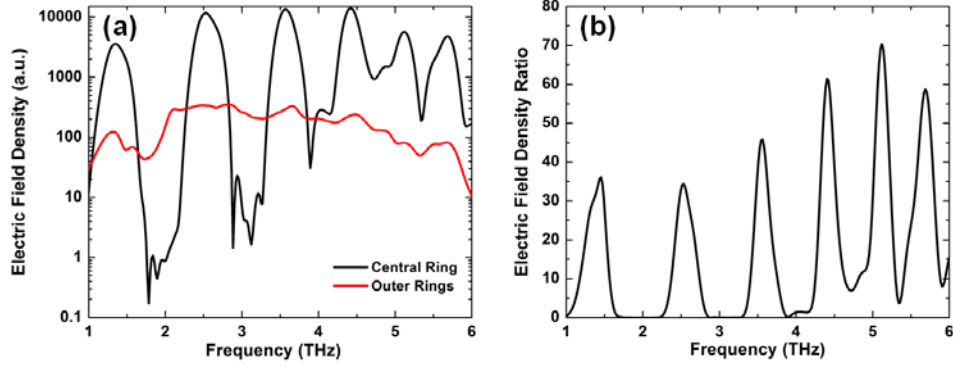 (a)
Electric Field Density (a.u.)
10000
1000
100
10
1
0.1
Central Ring
Outer Rings
1 2 3 4 5 6
Frequency (THz)
(b)
Electric Field Density Ratio
80
70
60
50
40
30
20
10
0
1 2 3 4 5 6
Frequency (THz)